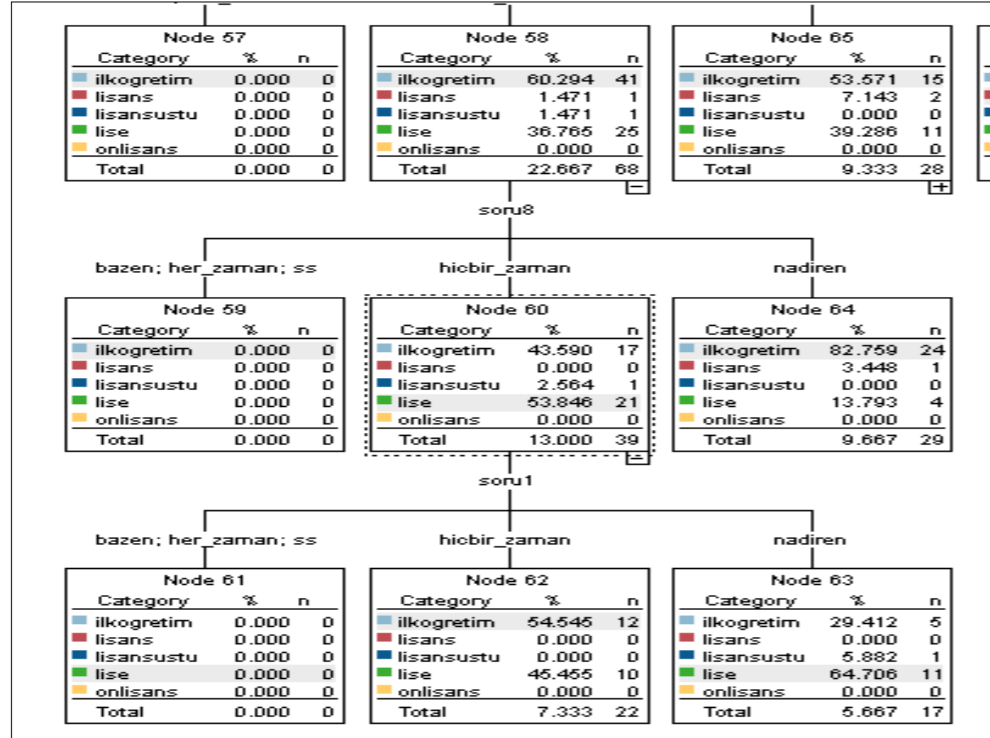 Node 57
Category % n
ilkogretim 0.000 0
lisans 0.000 0
lisansustu 0.000 0
lise 0.000 0
onlisans 0.000 0
Total 0.000 0
Node 58
Category % n
ilkogretim 60.294 41
lisans 1.471 1
lisansustu 1.471 1
lise 36.765 25
onlisans 0.000 0
Total 22.667 68
Node 65
Category % n
ilkogretim 53.571 15
lisans 7.143 2
lisansustu 0.000 0
lise 39.286 11
onlisans 0.000 0
Total 9.333 28
soru8
bazen; her_zaman; ss
hicbir_zaman
nadiren
Node 59
Category % n
ilkogretim 0.000 0
lisans 0.000 0
lisansustu 0.000 0
lise 0.000 0
onlisans 0.000 0
Total 0.000 0
Node 60
Category % n
ilkogretim 43.590 17
lisans 0.000 0
lisansustu 2.564 1
lise 53.846 21
onlisans 0.000 0
Total 13.000 39
Node 64
Category % n
ilkogretim 82.759 24
lisans 3.448 1
lisansustu 0.000 0
lise 13.793 4
onlisans 0.000 0
Total 9.667 29
soru1
bazen; her_zaman; ss
hicbir_zaman
nadiren
Node 61
Category % n
ilkogretim 0.000 0
lisans 0.000 0
lisansustu 0.000 0
lise 0.000 0
onlisans 0.000 0
Total 0.000 0
Node 62
Category % n
ilkogretim 54.545 12
lisans 0.000 0
lisansustu 0.000 0
lise 45.455 10
onlisans 0.000 0
Total 7.333 22
Node 63
Category % n
ilkogretim 29.412 5
lisans 0.000 0
lisansustu 5.882 1
lise 64.706 11
onlisans 0.000 0
Total 5.667 17